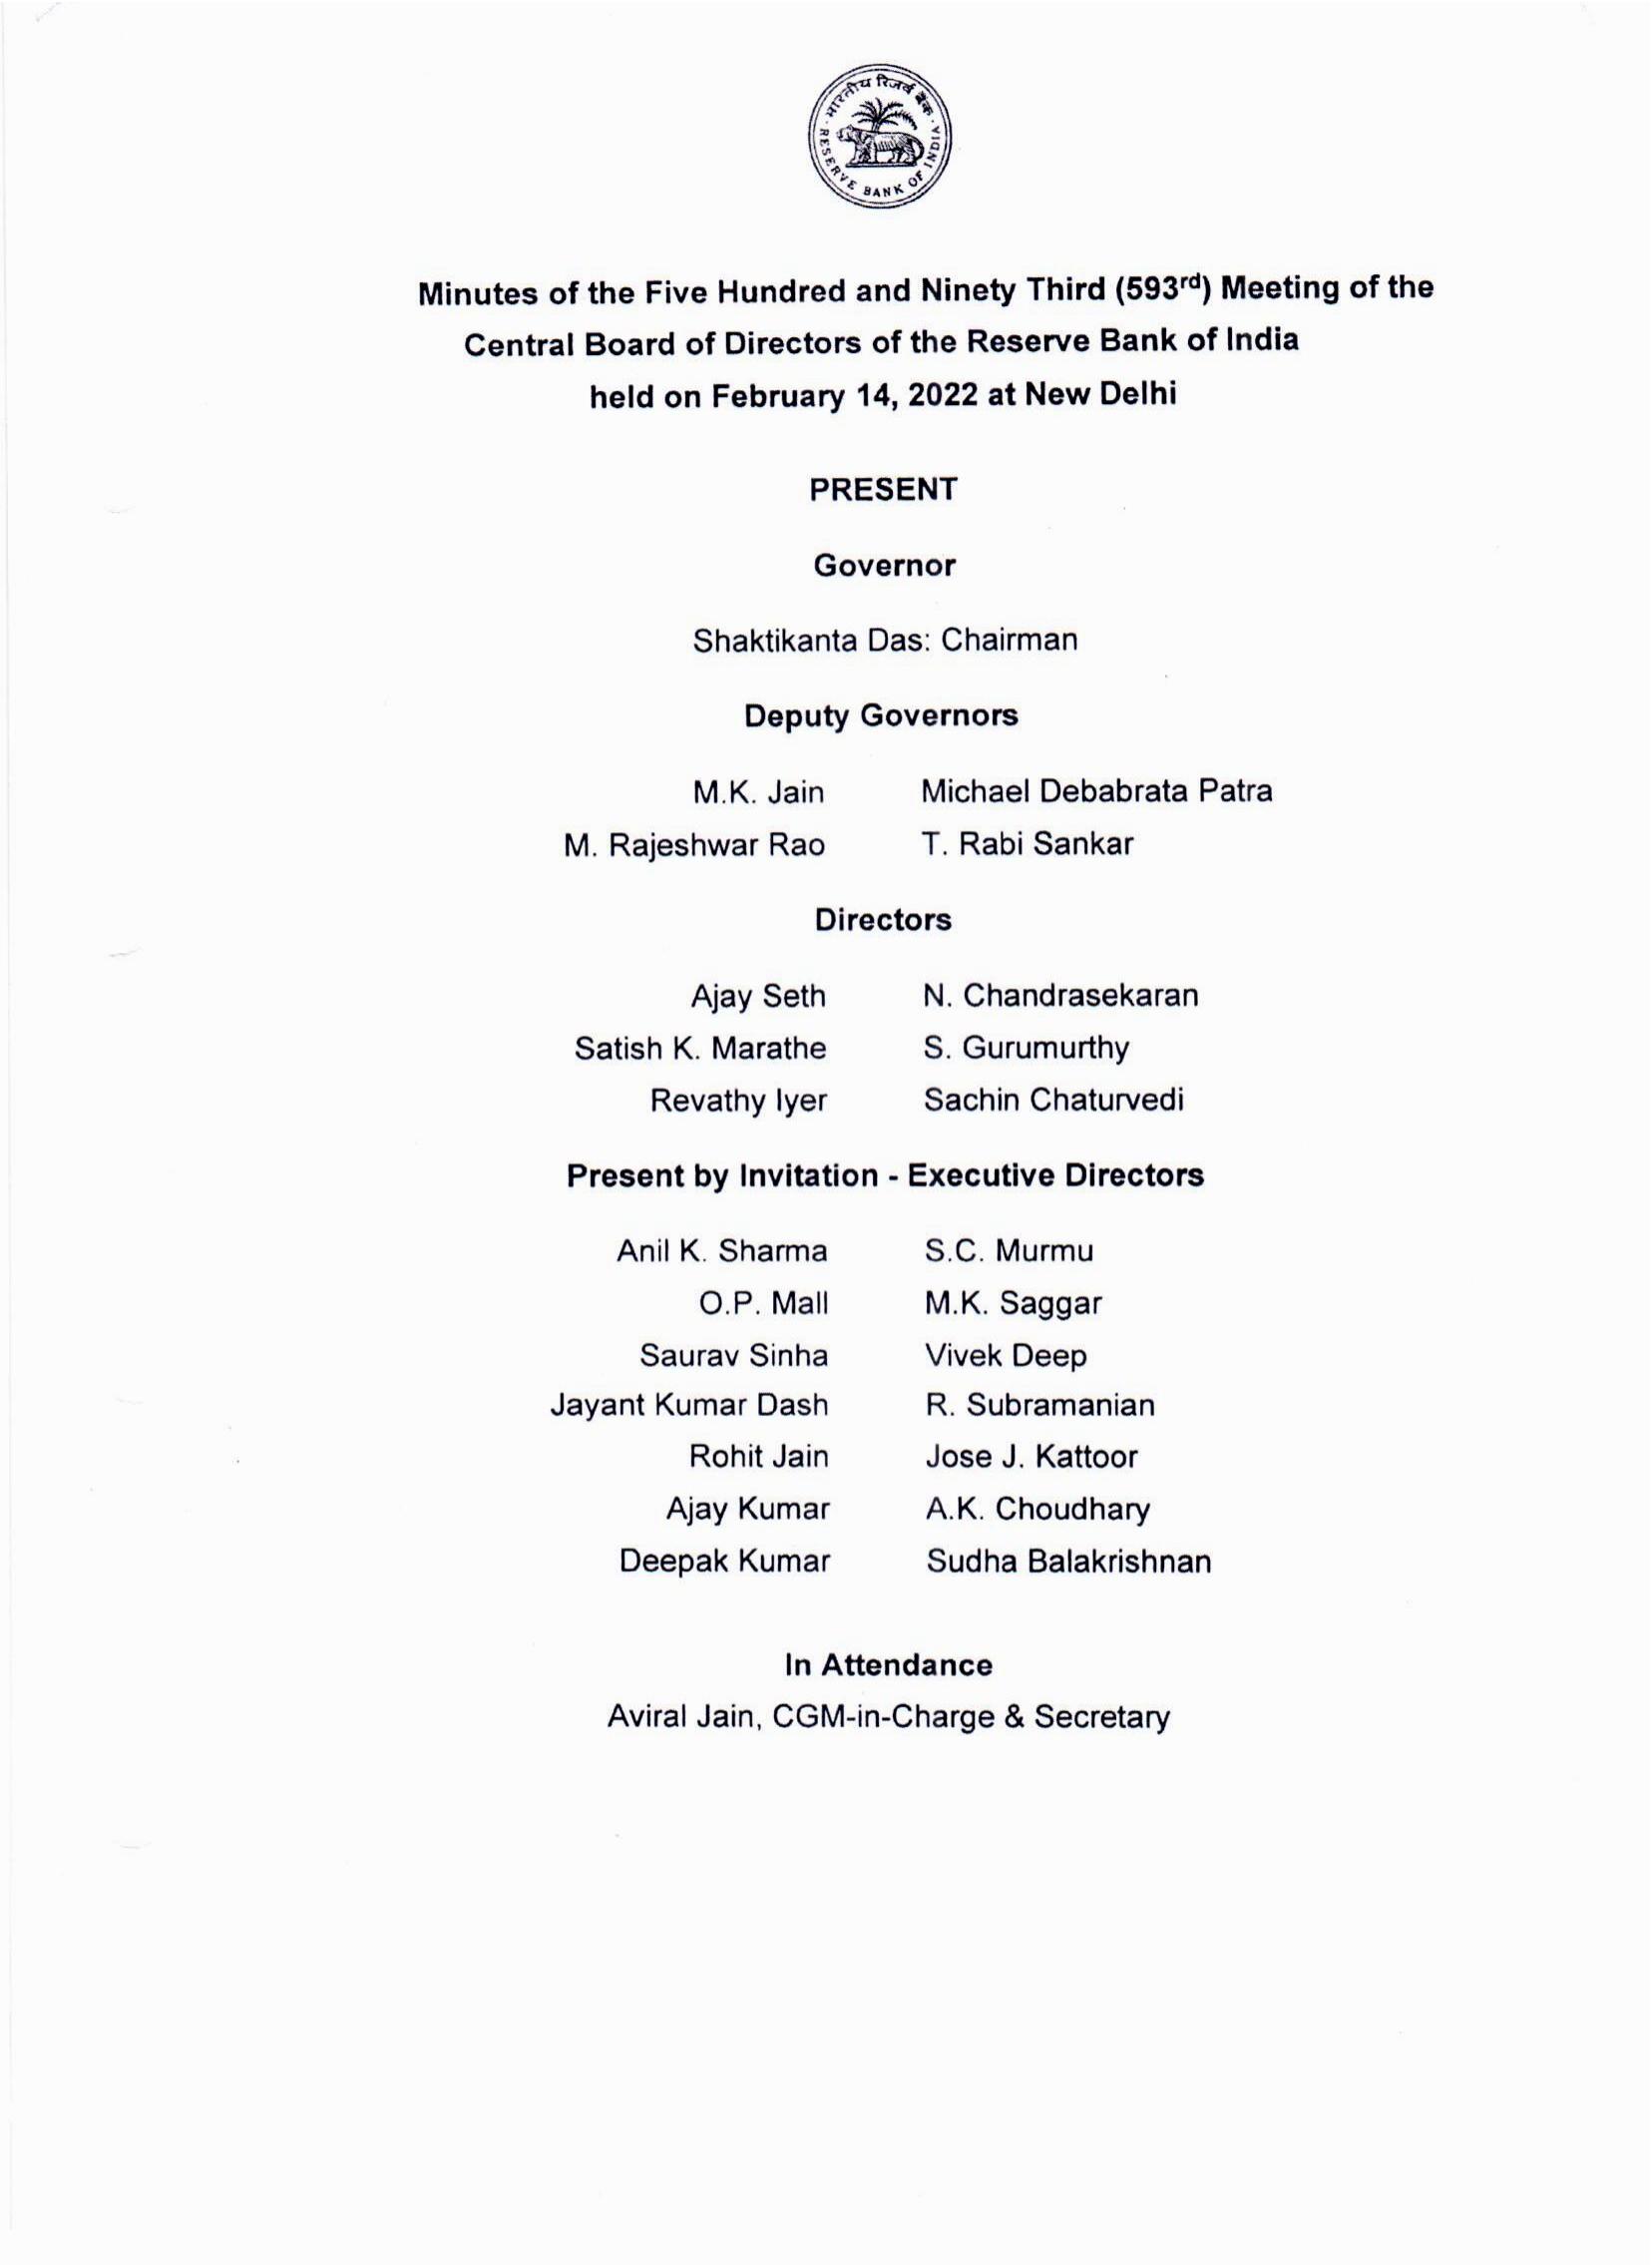 भारतीय रिज़र्व बैंक
RESERVE BANK OF INDIA
Minutes of the Five Hundred and Ninety Third (593rd) Meeting of the
Central Board of Directors of the Reserve Bank of India
held on February 14, 2022 at New Delhi
PRESENT
Governor
Shaktikanta Das: Chairman
Deputy Governors
M.K. Jain Michael Debabrata Patra
M. Rajeshwar Rao T. Rabi Sankar
Directors
Ajay Seth N. Chandrasekaran
Satish K. Marathe S. Gurumurthy
Revathy Iyer Sachin Chaturvedi
Present by Invitation - Executive Directors
Anil K. Sharma S.C. Murmu
O.P. Mall M.K. Saggar
Saurav Sinha Vivek Deep
Jayant Kumar Dash R. Subramanian
Rohit Jain Jose J. Kattoor
Ajay Kumar A.K. Choudhary
Deepak Kumar Sudha Balakrishnan
In Attendance
Aviral Jain, CGM-in-Charge & Secretary